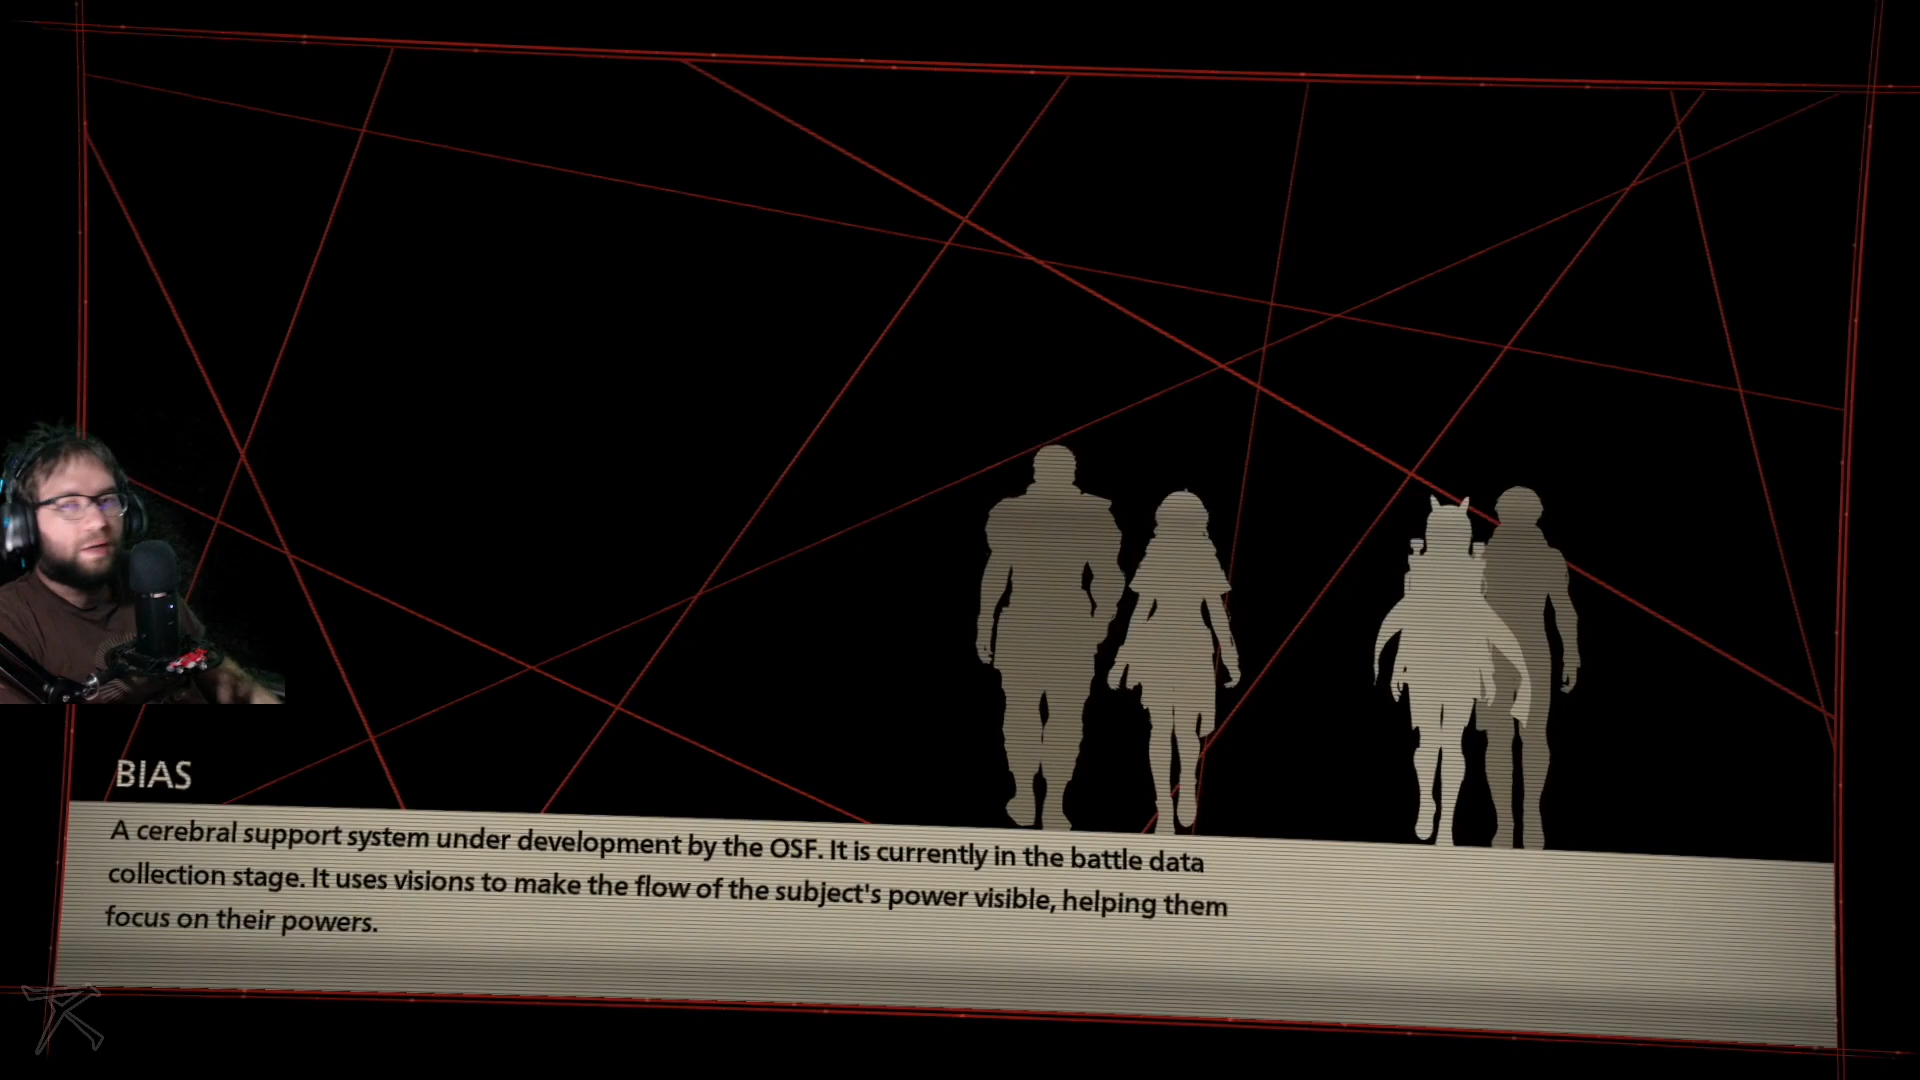 BIAS
A cerebral support system under development by the OSF. It is currently in the battle data
collection stage. It uses visions to make the flow of the subject's power visible, helping them
focus on their powers.